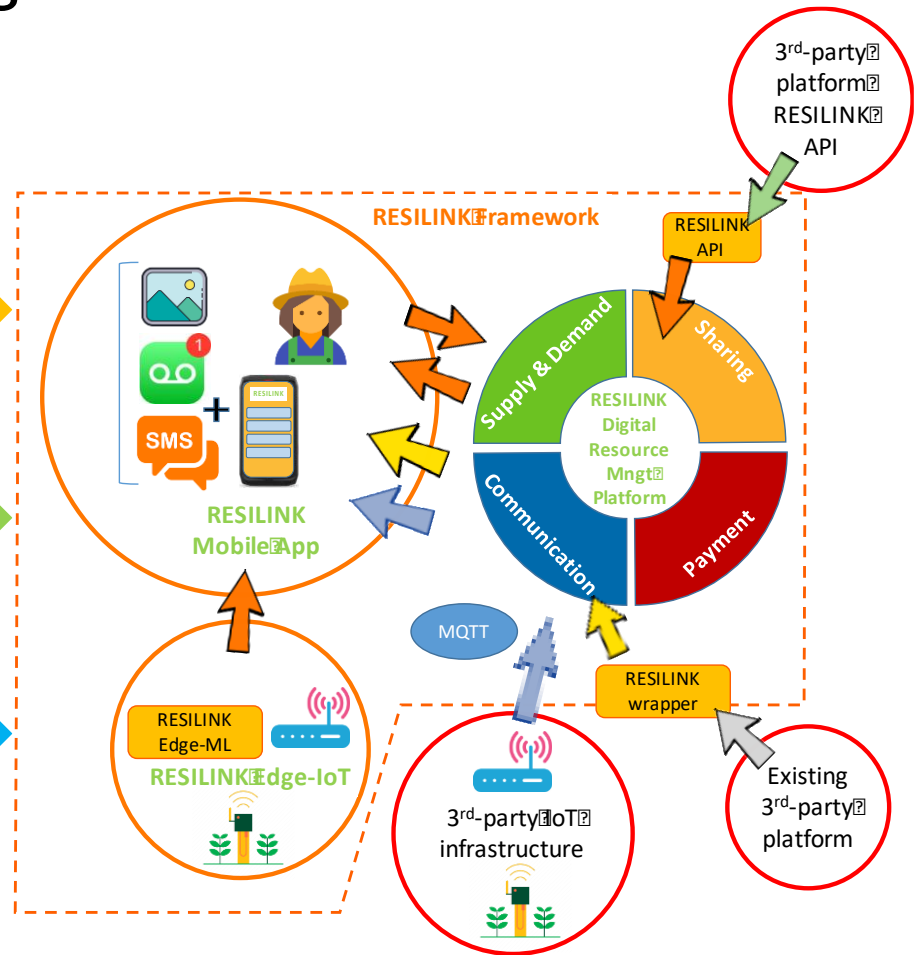 3rd-party
platform
RESILINK
API
RESILINK Framework
RESILINK
API
1
SMS
RESILINK
RESILINK
Mobile App
Supply & Demand
Sharing
Communication
Payment
RESILINK
Digital
Resource
Mngt
Platform
MQTT
RESILINK
wrapper
RESILINK
Edge-ML
RESILINK Edge-IoT
3rd-party IoT
infrastructure
Existing
3rd-party
platform